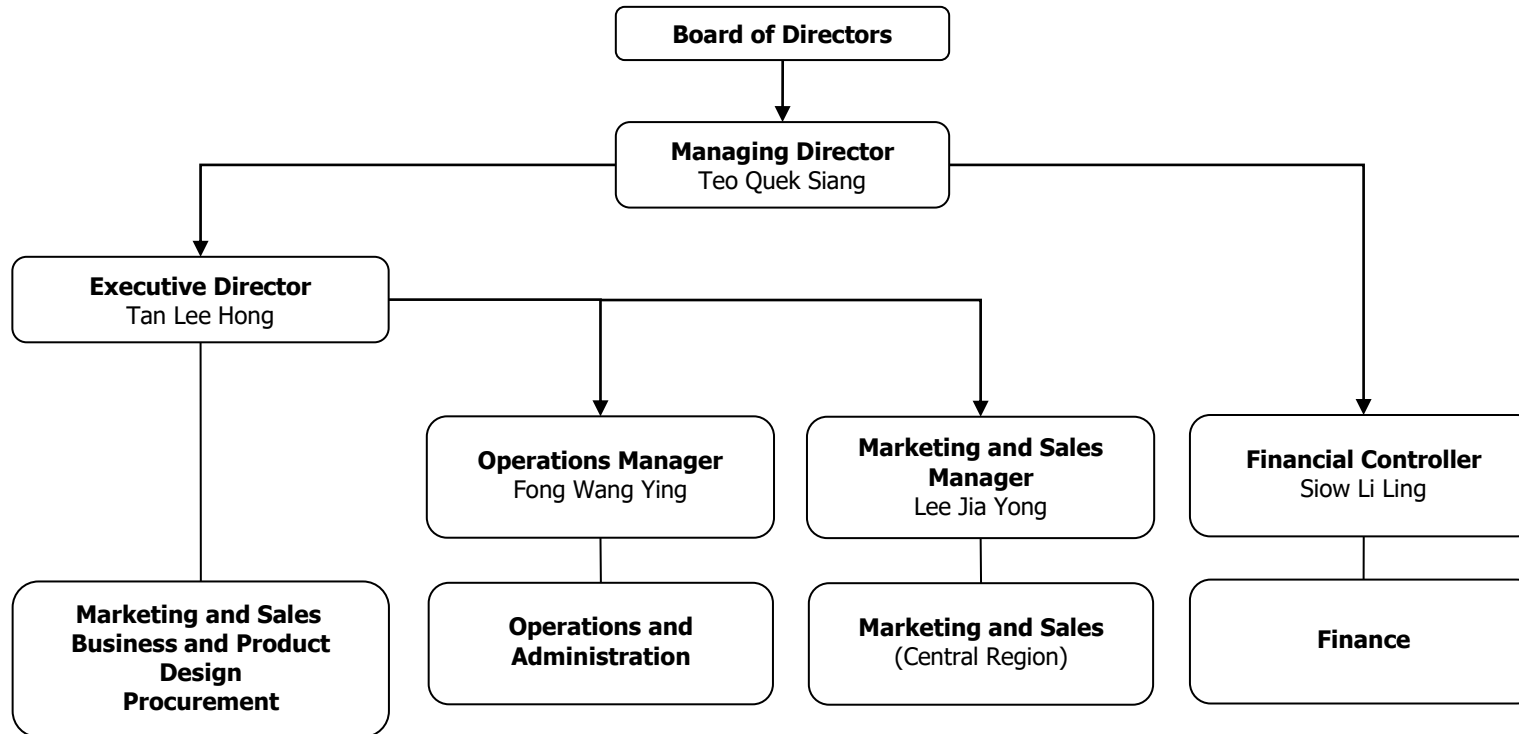 Board of Directors
Managing Director
Teo Quek Siang
Executive Director
Tan Lee Hong
Operations Manager
Fong Wang Ying
Marketing and Sales
Manager
Lee Jia Yong
Financial Controller
Siow Li Ling
Marketing and Sales
Business and Product
Design
Procurement
Operations and
Administration
Marketing and Sales
(Central Region)
Finance